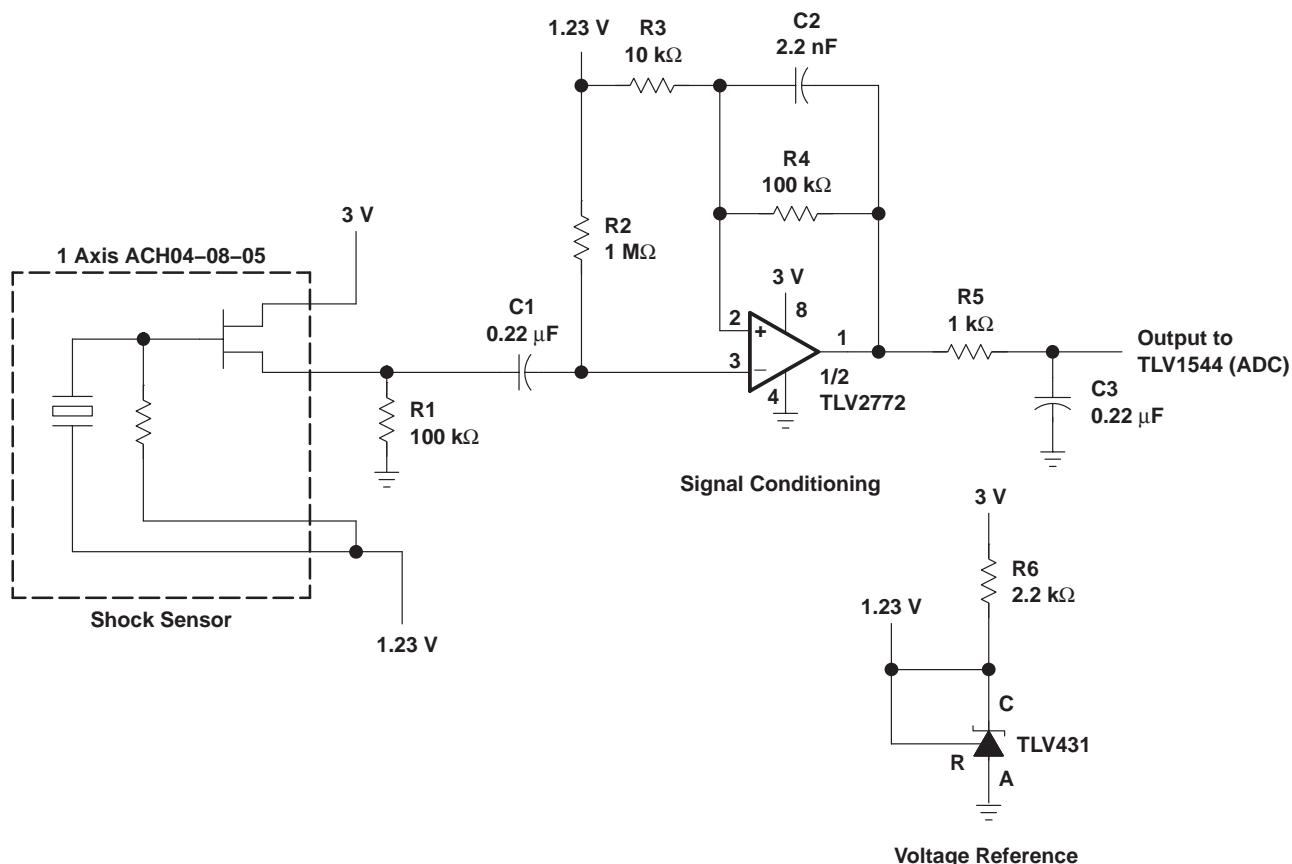 1.23 V
R3
10 kΩ
C2
2.2 nF
R4
100 kΩ
R2
1 MΩ
3 V
1 Axis ACH04–08–05
C1
0.22 μF
3 V
8
2
+
3
–
4
1
1/2
TLV2772
R5
1 kΩ
Output to
TLV1544 (ADC)
C3
0.22 μF
R1
100 kΩ
Signal Conditioning
Shock Sensor
1.23 V
3 V
R6
2.2 kΩ
1.23 V
C
TLV431
R
A
Voltage Reference